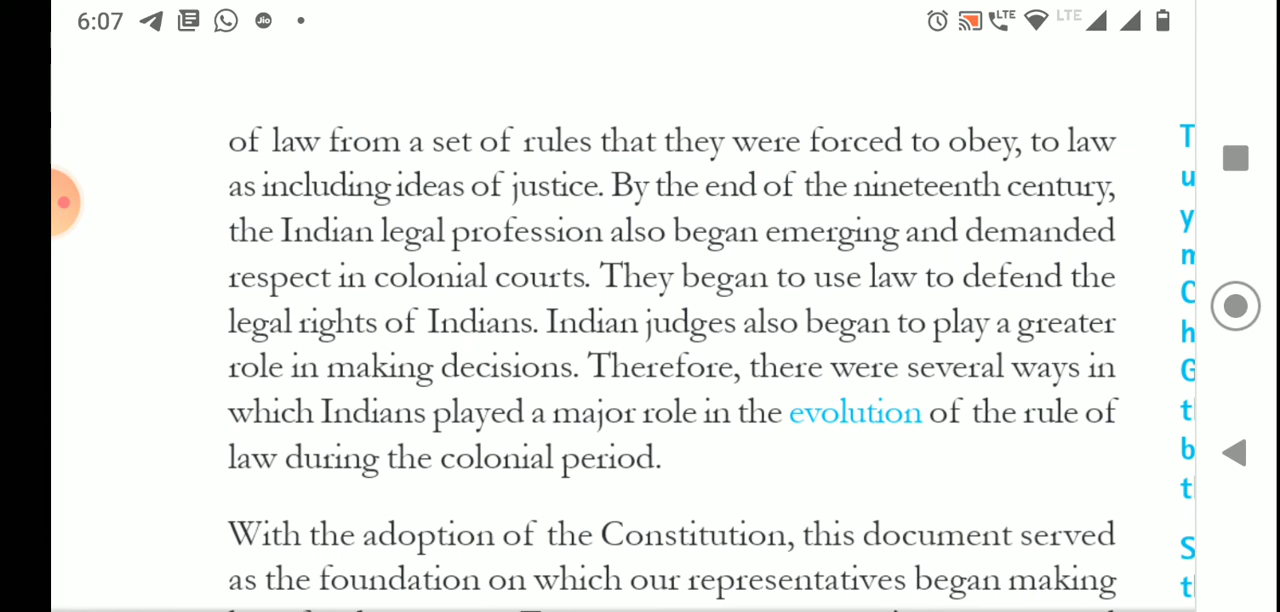 6:07
Jio
LTE
LTE
of law from a set of rules that they were forced to obey, to law
as including ideas of justice. By the end of the nineteenth century,
the Indian legal profession also began emerging and demanded
respect in colonial courts. They began to use law to defend the
legal rights of Indians. Indian judges also began to play a greater
role in making decisions. Therefore, there were several ways in
which Indians played a major role in the evolution of the rule of
law during the colonial period.
With the adoption of the Constitution, this document served
as the foundation on which our representatives began making
T
u
y
m
C
h
G
t
b
t
S
t